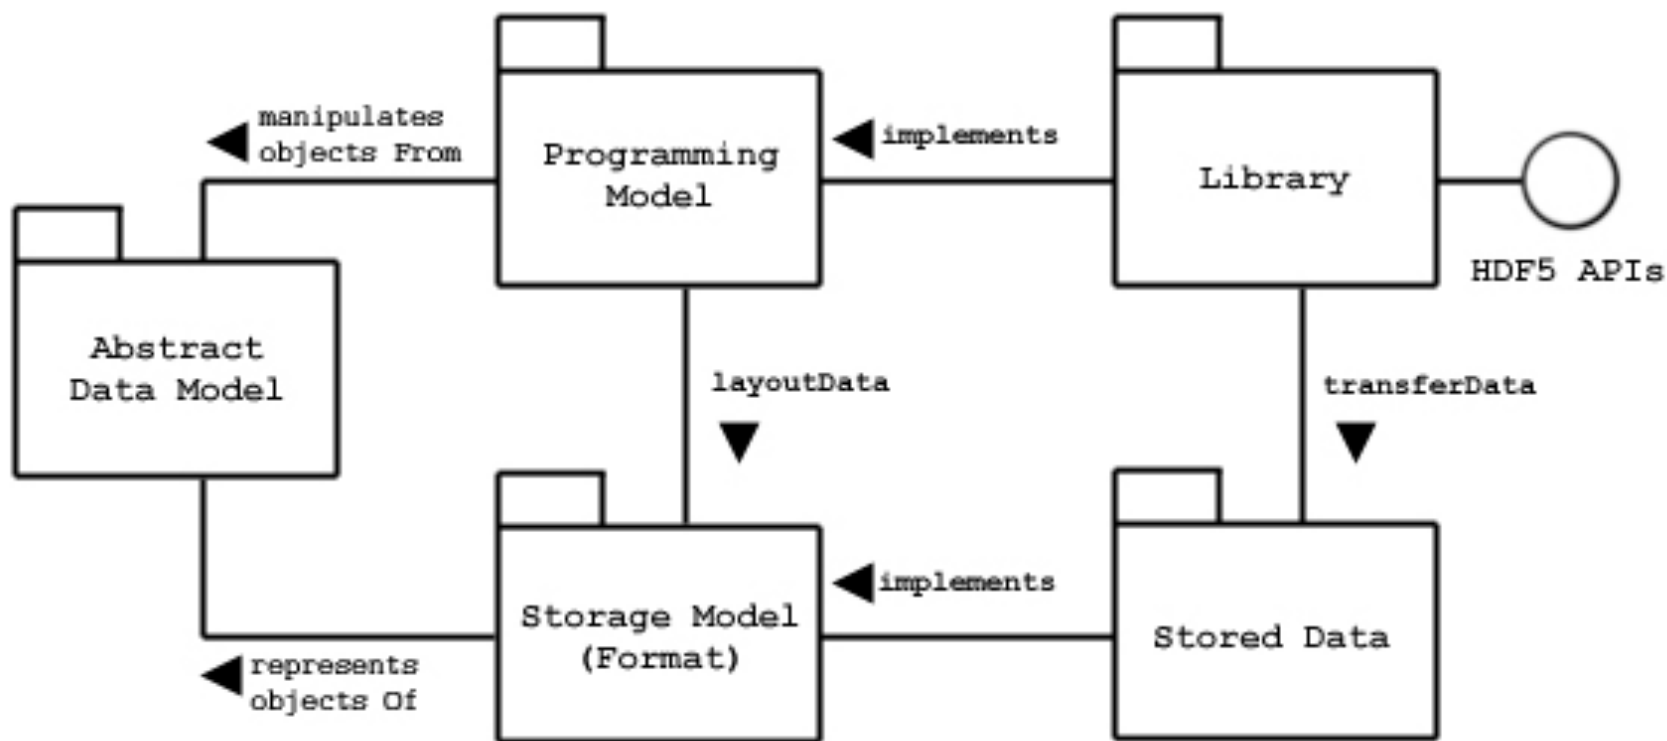 manipulates
objects From
Programming
Model
implements
Library
HDF5 APIs
Abstract
Data Model
layoutData
transferData
Storage Model
(Format)
implements
Stored Data
represents
objects Of